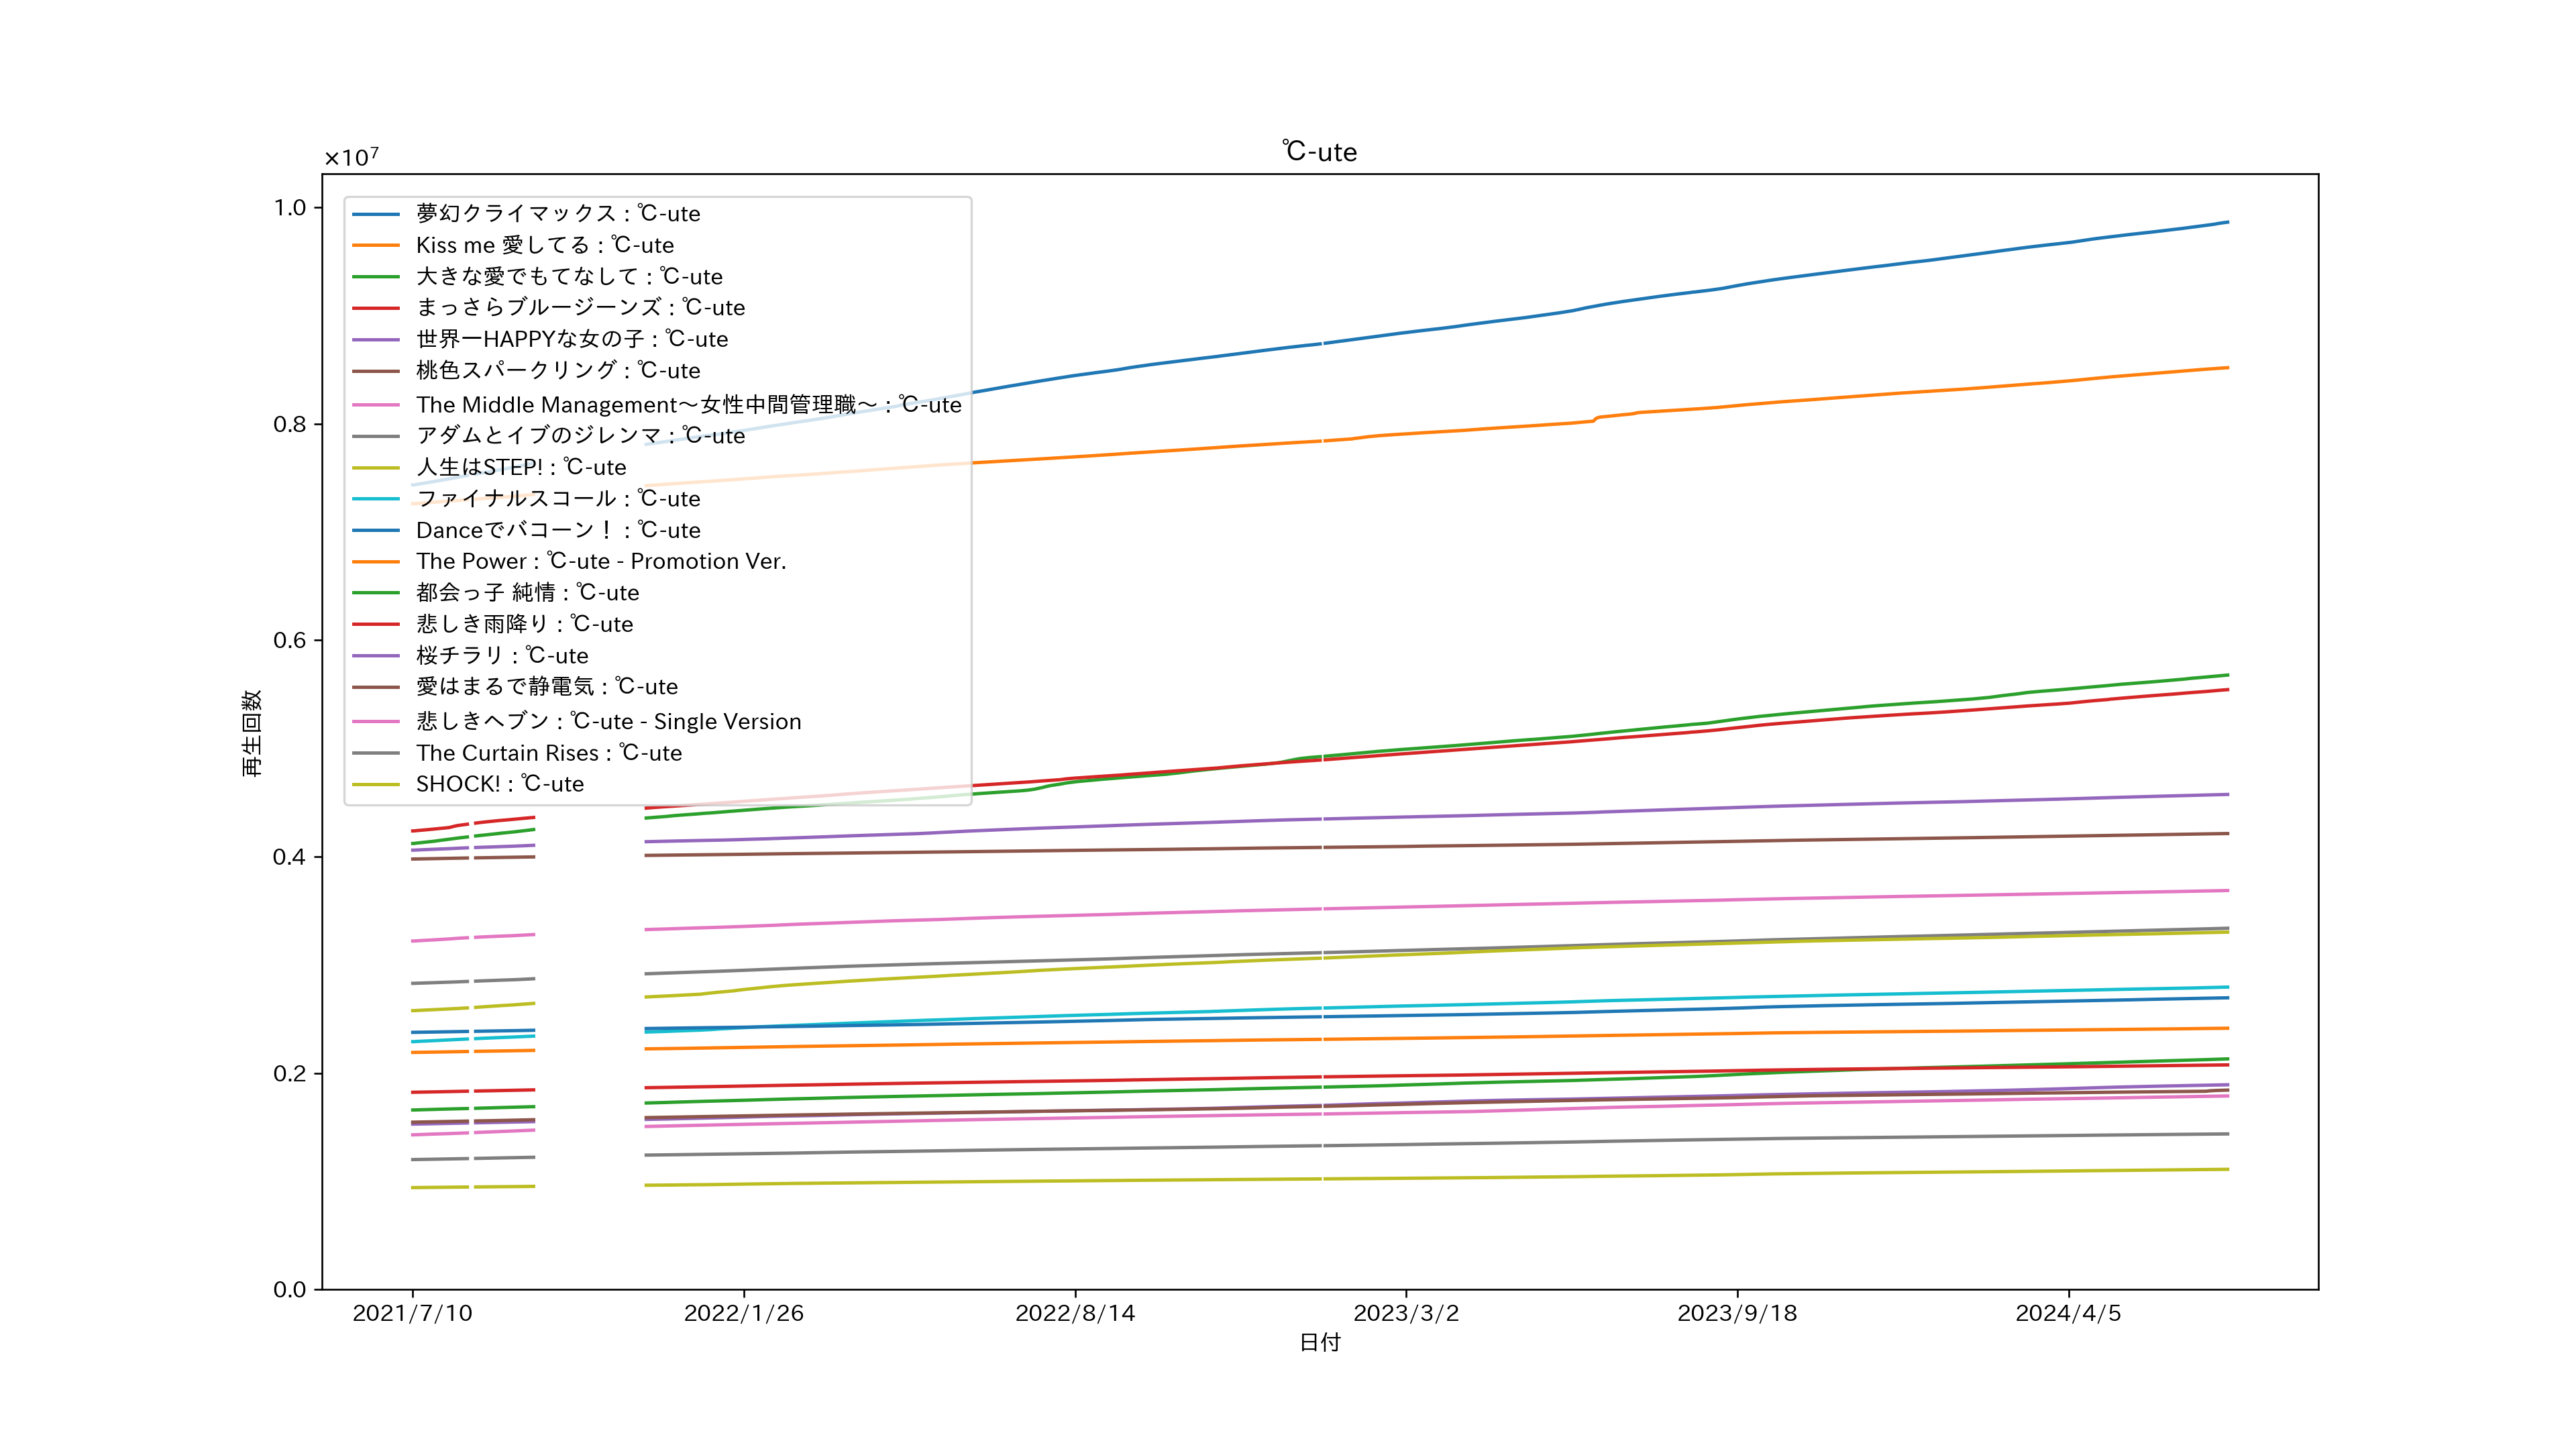 ℃-ute
×10⁷
1.0
0.8
0.6
0.4
0.2
0.0
再生回数
夢幻クライマックス : ℃-ute
Kiss me 愛してる : ℃-ute
大きな愛でもてなして : ℃-ute
まっさらブルージーンズ : ℃-ute
世界一HAPPYな女の子 : ℃-ute
桃色スパークリング : ℃-ute
The Middle Management〜女性中間管理職〜 : ℃-ute
アダムとイブのジレンマ : ℃-ute
人生はSTEP! : ℃-ute
ファイナルスコール : ℃-ute
Danceでバコーン！ : ℃-ute
The Power : ℃-ute - Promotion Ver.
都会っ子 純情 : ℃-ute
悲しき雨降り : ℃-ute
桜チラリ : ℃-ute
愛はまるで静電気 : ℃-ute
悲しきヘブン : ℃-ute - Single Version
The Curtain Rises : ℃-ute
SHOCK! : ℃-ute
2021/7/10 2022/1/26 2022/8/14 2023/3/2 2023/9/18 2024/4/5
日付